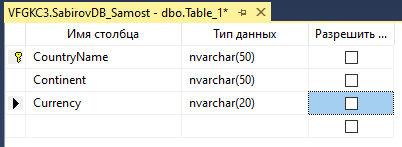 VFGKC3.SabirovDB_Samost - dbo.Table_1*
Имя столбца Тип данных Разрешить ...
CountryName nvarchar(50)
Continent nvarchar(50)
Currency nvarchar(20)